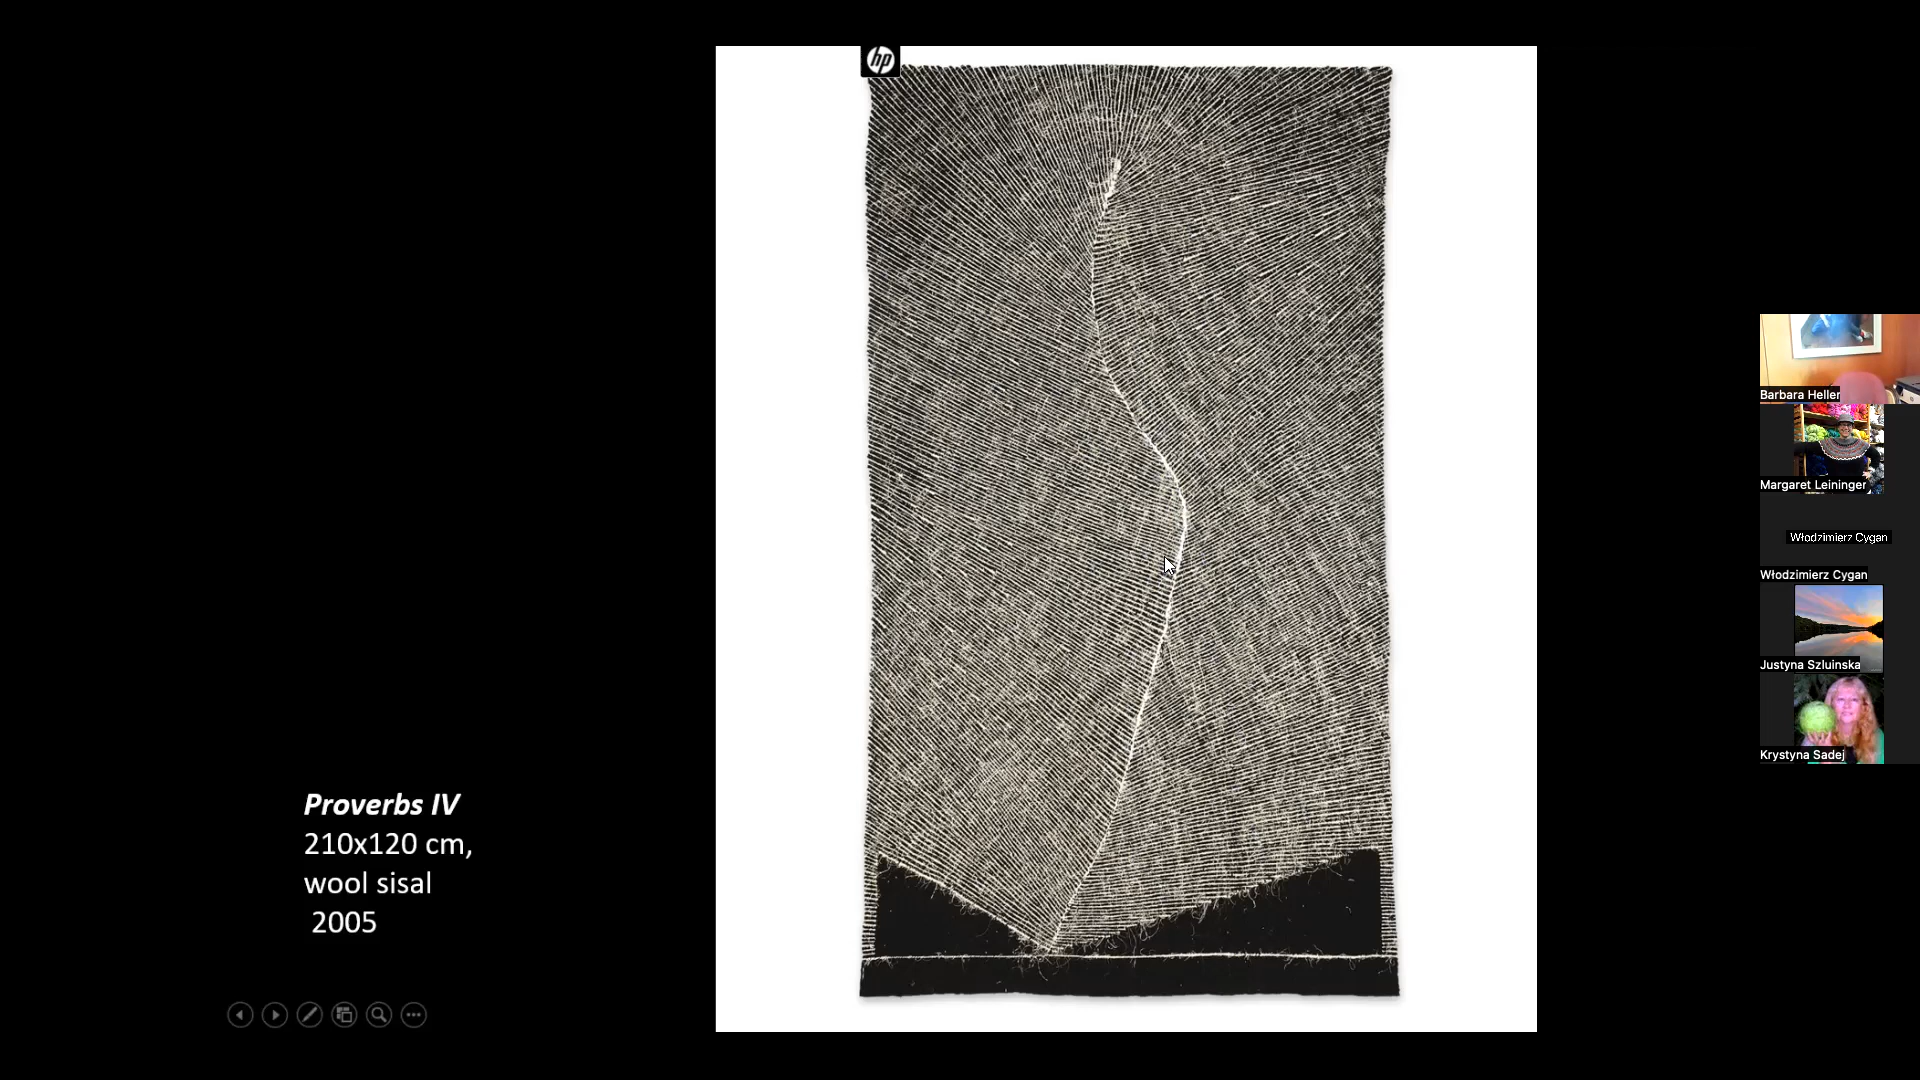 hp
Proverbs IV
210x120 cm,
wool sisal
2005
Barbara Heller
Margaret Leininger
Włodzimierz Cygan
Włodzimierz Cygan
Justyna Szluinska
Krystyna Sadej